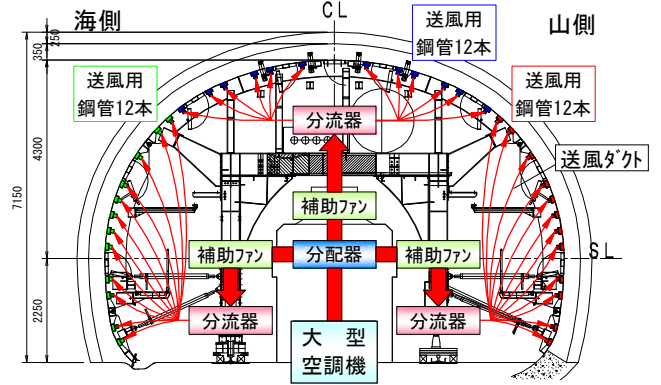 海側
CL
送風用
鋼管12本
山側
送風用
鋼管12本
送風用
鋼管12本
250
350
4300
7150
2250
分流器
送風ダクト
補助ファン
補助ファン
分配器
補助ファン
SL
分流器
分流器
大型
空調機